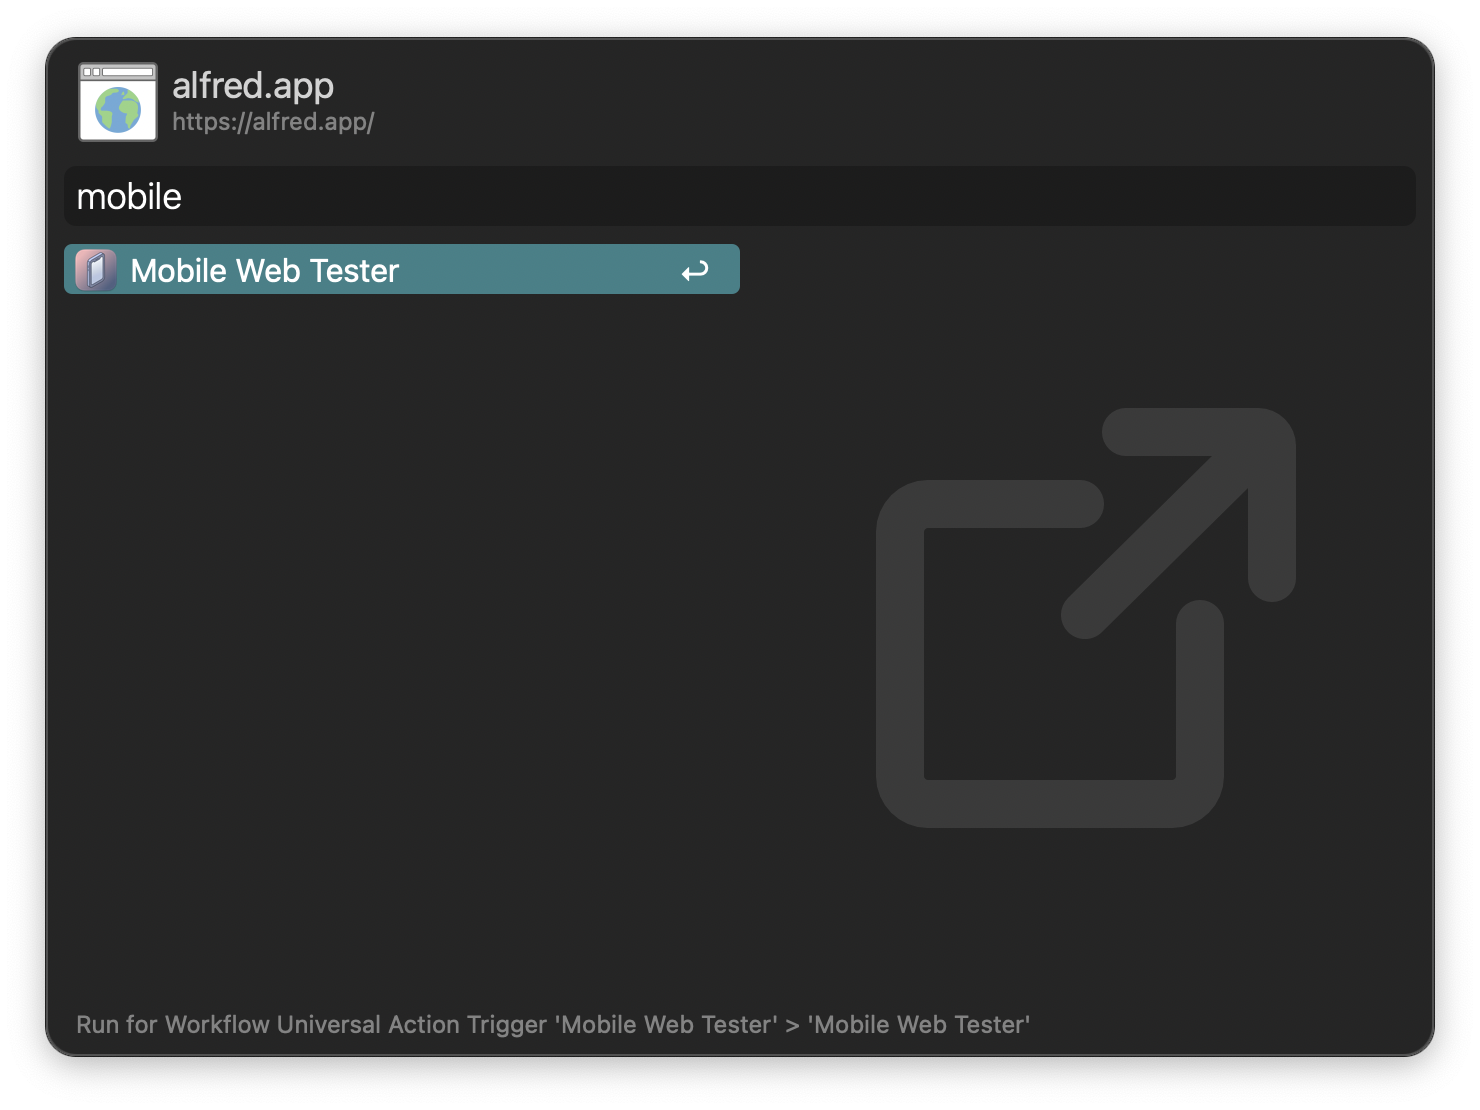 alfred.app
https://alfred.app/
mobile
Mobile Web Tester
Run for Workflow Universal Action Trigger 'Mobile Web Tester' > 'Mobile Web Tester'